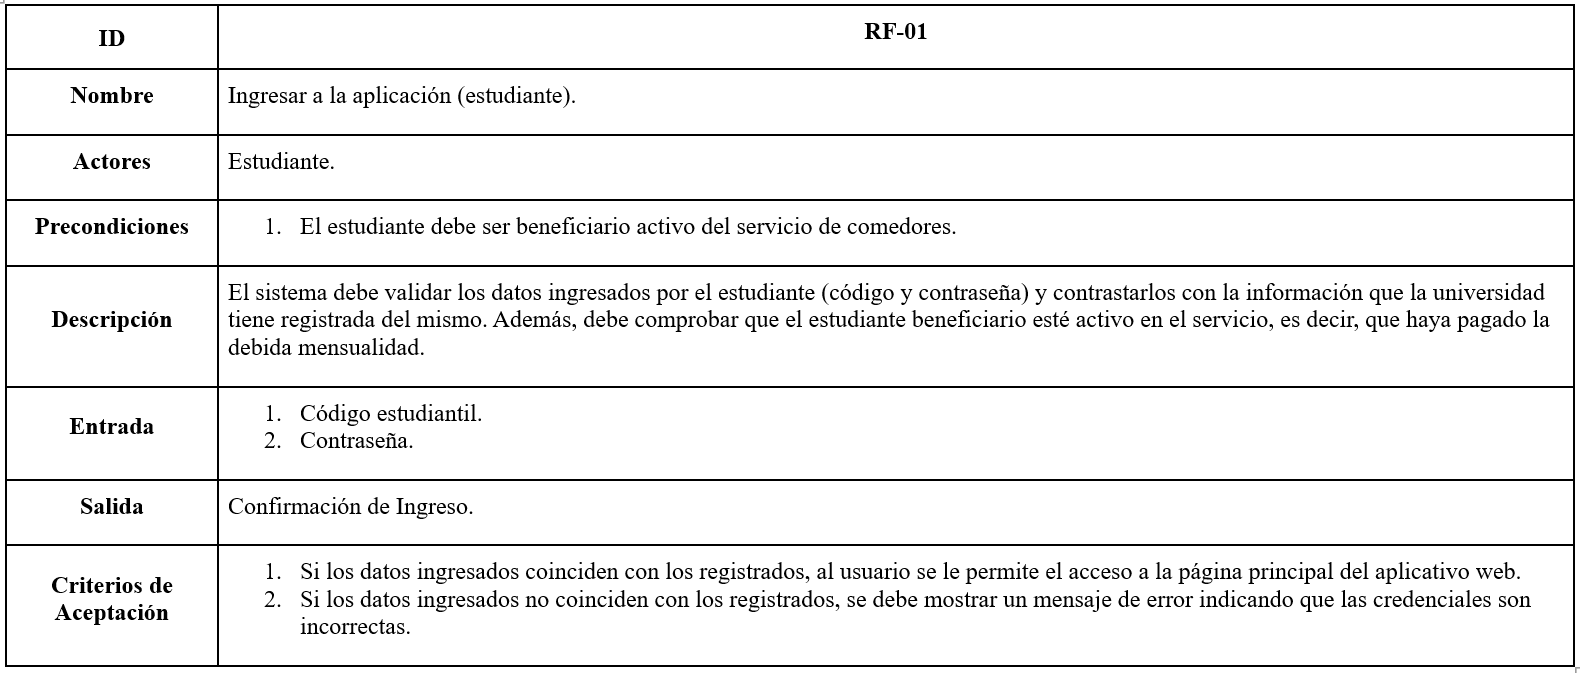 ID
RF-01
Nombre
Ingresar a la aplicación (estudiante).
Actores
Estudiante.
Precondiciones
1. El estudiante debe ser beneficiario activo del servicio de comedores.
Descripción
El sistema debe validar los datos ingresados por el estudiante (código y contraseña) y contrastarlos con la información que la universidad
tiene registrada del mismo. Además, debe comprobar que el estudiante beneficiario esté activo en el servicio, es decir, que haya pagado la
debida mensualidad.
Entrada
1. Código estudiantil.
2. Contraseña.
Salida
Confirmación de Ingreso.
Criterios de
Aceptación
1. Si los datos ingresados coinciden con los registrados, al usuario se le permite el acceso a la página principal del aplicativo web.
2. Si los datos ingresados no coinciden con los registrados, se debe mostrar un mensaje de error indicando que las credenciales son
incorrectas.